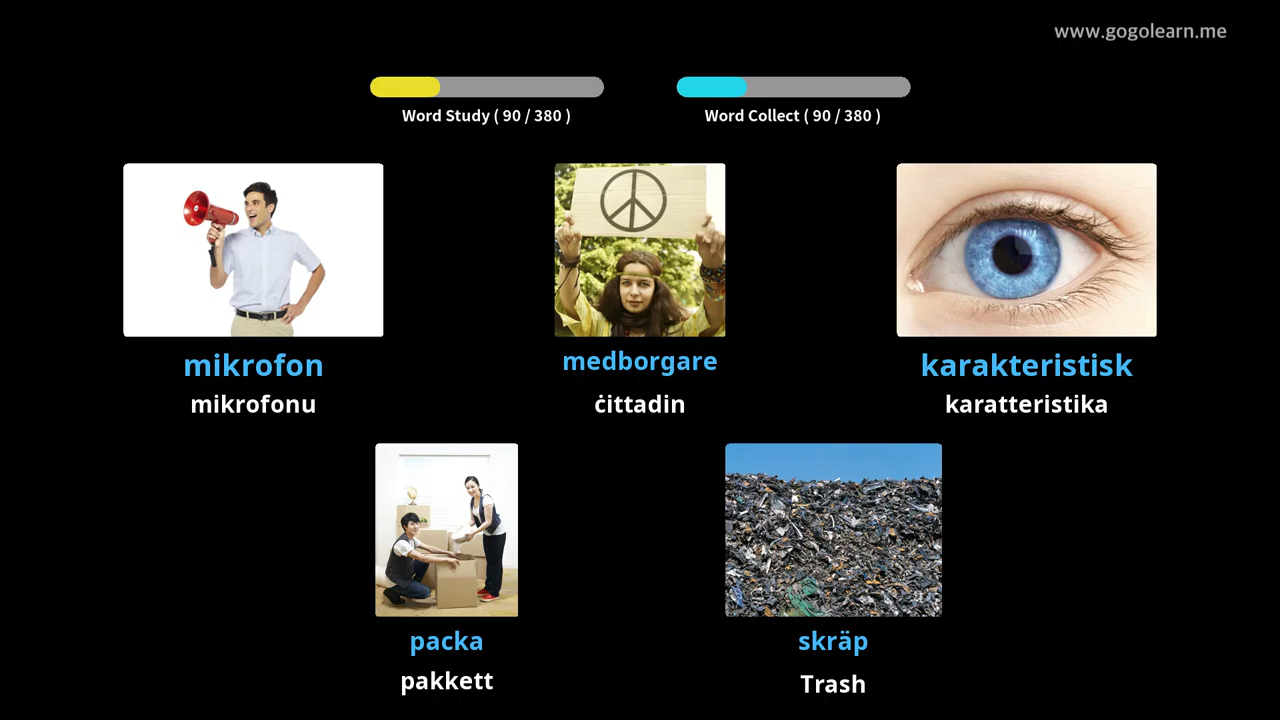 www.gogolearn.me
Word Study ( 90 / 380 )
Word Collect ( 90 / 380 )
mikrofon
mikrofonu
medborgare
ċittadin
karakteristisk
karatteristika
packa
pakkett
skräp
Trash